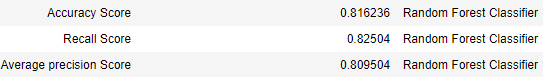 Accuracy Score 0.816236 Random Forest Classifier
Recall Score 0.82504 Random Forest Classifier
Average precision Score 0.809504 Random Forest Classifier